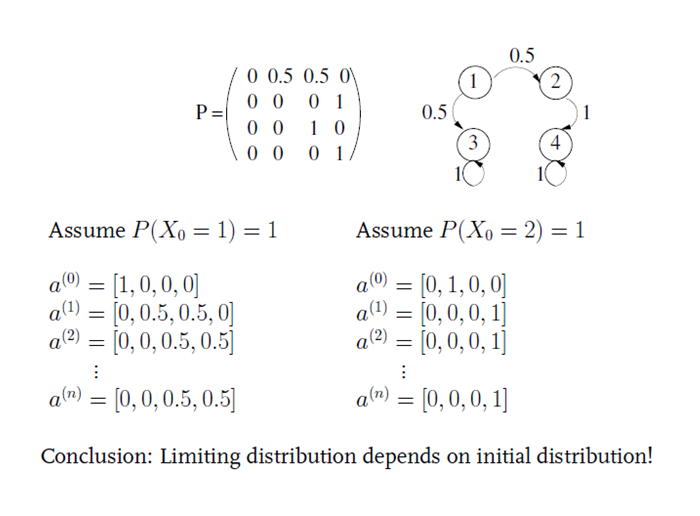 P = ( 0 0.5 0.5 0
0 0 0 1
0 0 1 0
0 0 0 1 )
0.5
1 2
0.5 1
3 4
1 1
Assume P(X₀ = 1) = 1
a⁽⁰⁾ = [1, 0, 0, 0]
a⁽¹⁾ = [0, 0.5, 0.5, 0]
a⁽²⁾ = [0, 0, 0.5, 0.5]
⋮
a⁽ⁿ⁾ = [0, 0, 0.5, 0.5]
Assume P(X₀ = 2) = 1
a⁽⁰⁾ = [0, 1, 0, 0]
a⁽¹⁾ = [0, 0, 0, 1]
a⁽²⁾ = [0, 0, 0, 1]
⋮
a⁽ⁿ⁾ = [0, 0, 0, 1]
Conclusion: Limiting distribution depends on initial distribution!